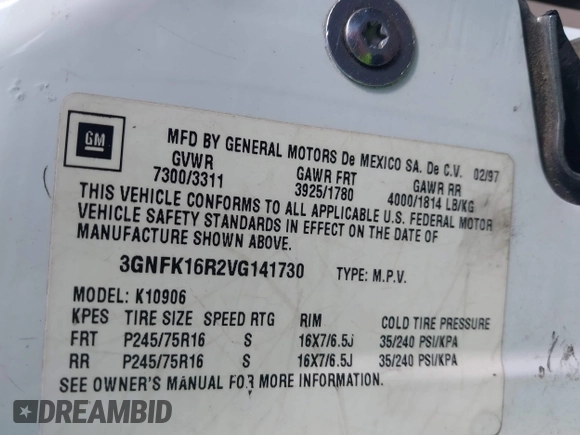 GM
MFD BY GENERAL MOTORS De MEXICO SA. De C.V. 02/97
GVWR GAWR FRT GAWR RR
7300/3311 3925/1780 4000/1814 LB/KG
THIS VEHICLE CONFORMS TO ALL APPLICABLE U.S. FEDERAL MOTOR
VEHICLE SAFETY STANDARDS IN EFFECT ON THE DATE OF
MANUFACTURE SHOWN ABOVE.
3GNFK16R2VG141730 TYPE: M.P.V.
MODEL: K10906
KPES TIRE SIZE SPEED RTG RIM COLD TIRE PRESSURE
FRT P245/75R16 S 16X7/6.5J 35/240 PSI/KPA
RR P245/75R16 S 16X7/6.5J 35/240 PSI/KPA
SEE OWNER'S MANUAL FOR MORE INFORMATION.
DREAMBID